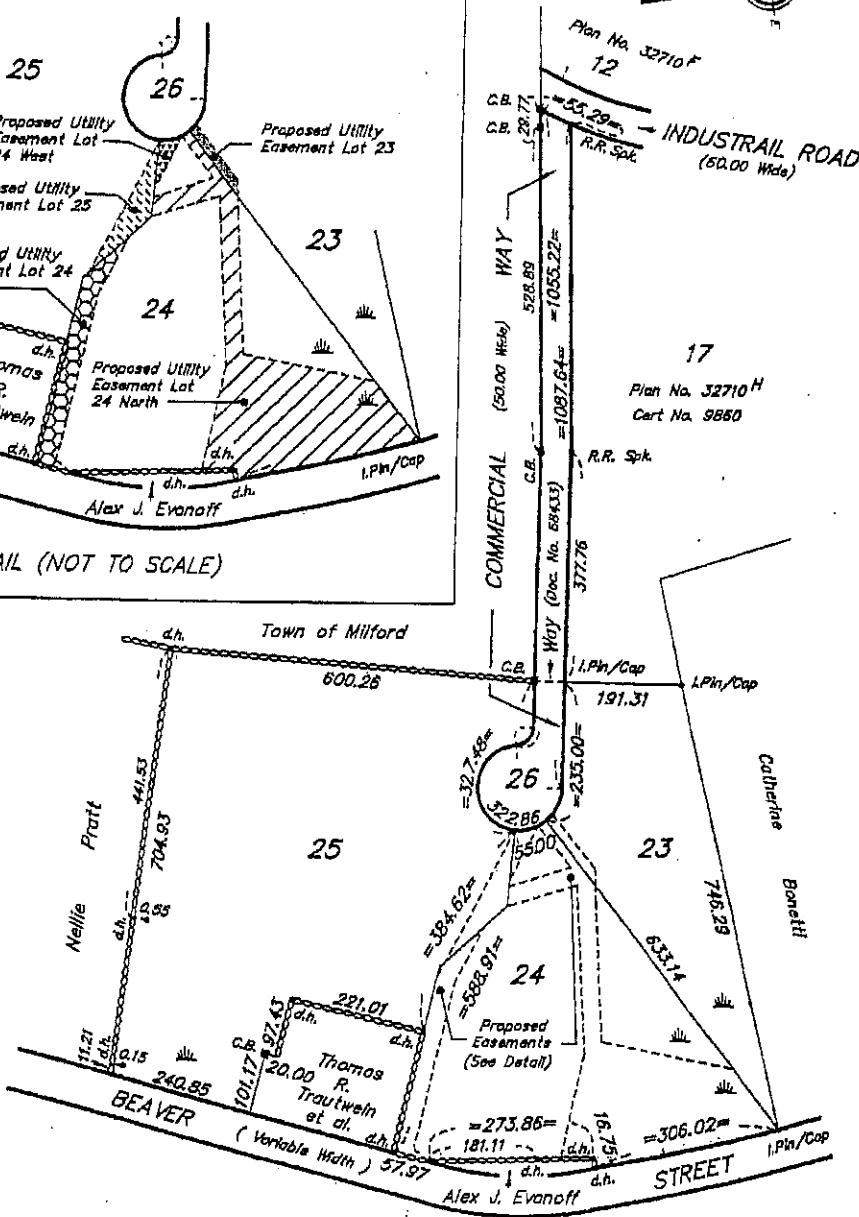 E
Plan No. 32710 F
12
C.B.
=55.29=
C.B.
29.77
INDUSTRAIL ROAD
(50.00 Wide)
R.R. Spk.
25
26
Proposed Utility
Easement Lot
24 West
Proposed Utility
Easement Lot 23
Easement Lot 25
Utility
Lot 24
23
24
d.h.
Thomas
R.
Proposed Utility
Easement Lot
24 North
d.h.
d.h.
d.h.
d.h.
I.Pin/Cap
Alex J. Evanoff
(NOT TO SCALE)
COMMERCIAL WAY
(50.00 Wide)
528.89
=1055.22=
=1087.64=
17
Plan No. 32710 H
Cert No. 9860
C.B.
R.R. Spk.
Way (Doc. No. 68433)
377.76
Town of Milford
d.h.
600.26
C.B.
I.Pin/Cap
191.31
I.Pin/Cap
=327.48=
26
=235.00=
322.86
55.00
441.53
704.93
Nellie Pratt
25
23
Catherine Bonetti
746.29
633.14
d.h.
0.55
=384.62=
=588.91=
24
Proposed
Easements
(See Detail)
221.01
d.h.
d.h.
97.43
C.B.
20.00
101.17
Thomas
R.
Trautwein
et al.
11.21
d.h.
0.15
240.85
BEAVER
(Variable Width)
57.97
d.h.
=273.86=
181.11
16.75
=306.02=
d.h.
d.h.
d.h.
I.Pin/Cap
STREET
Alex J. Evanoff